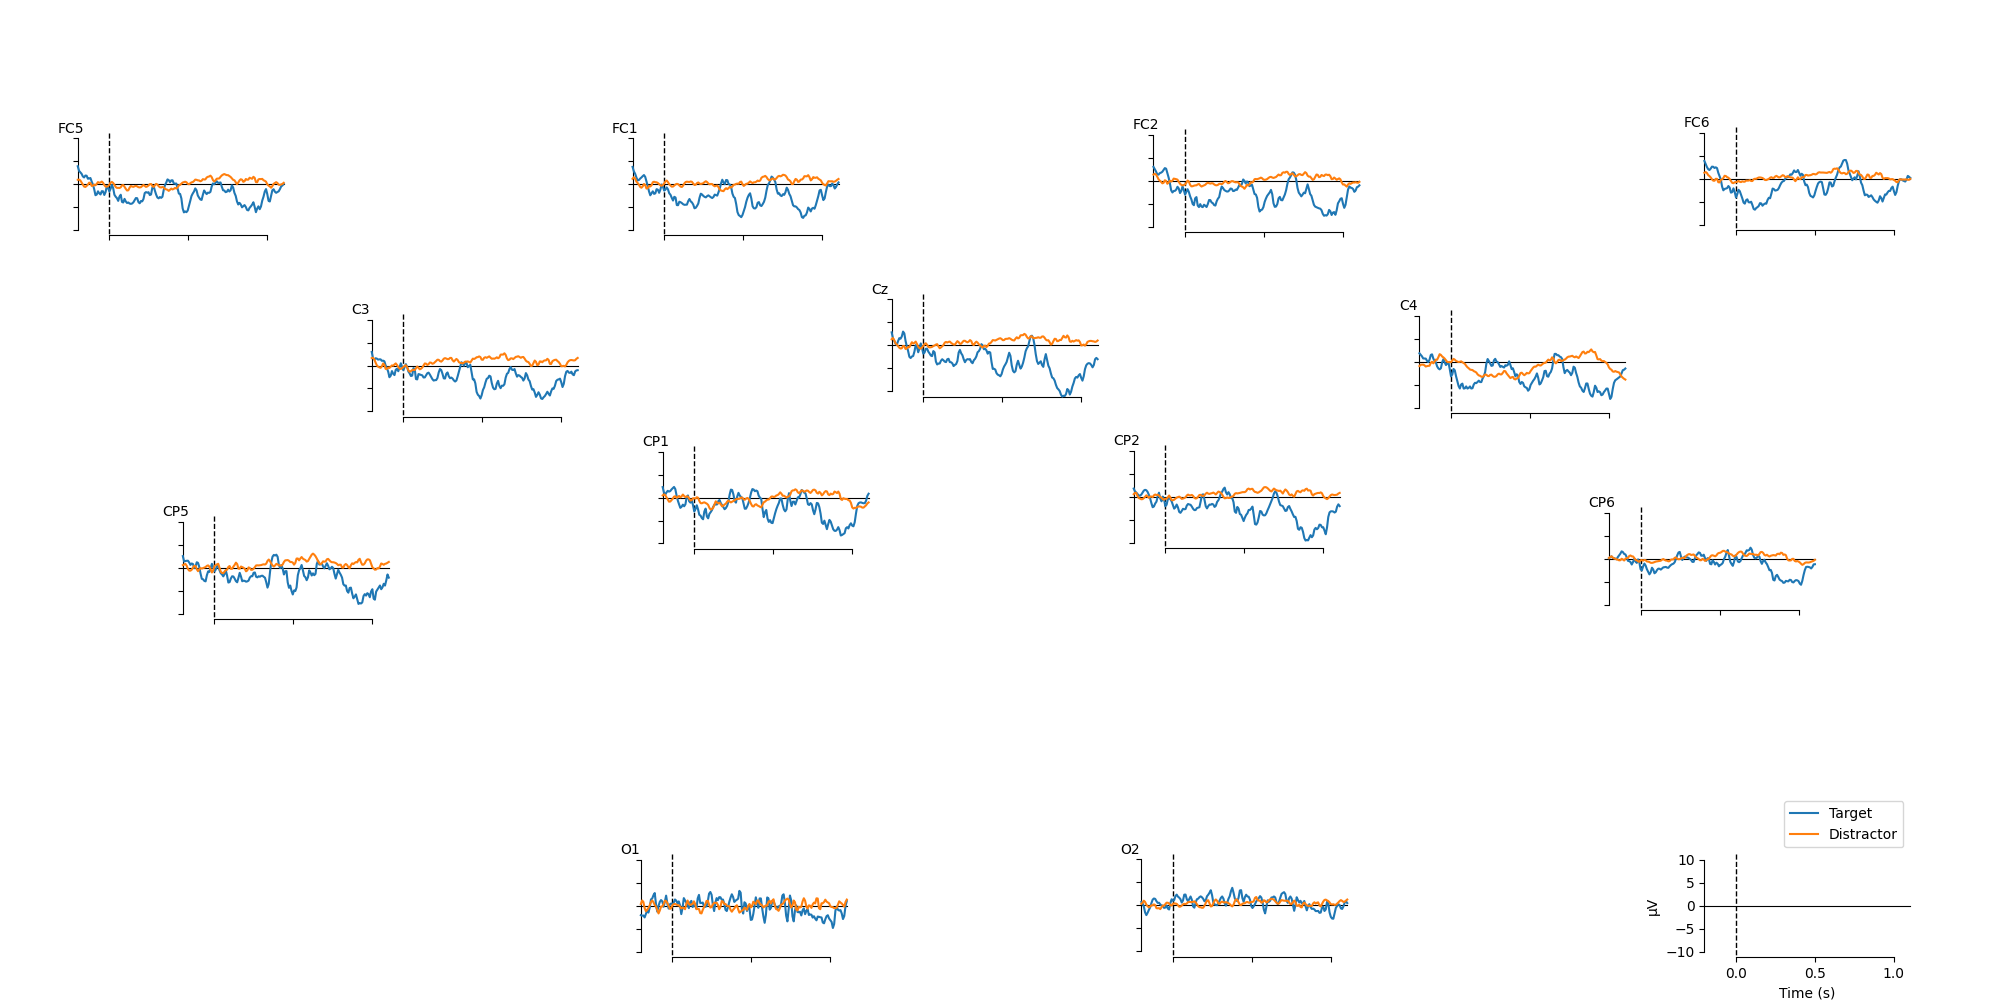 FC5
FC1
FC2
FC6
C3
Cz
C4
CP1
CP2
CP5
CP6
O1
O2
Target
Distractor
10
5
0
−5
−10
µV
0.0 0.5 1.0
Time (s)